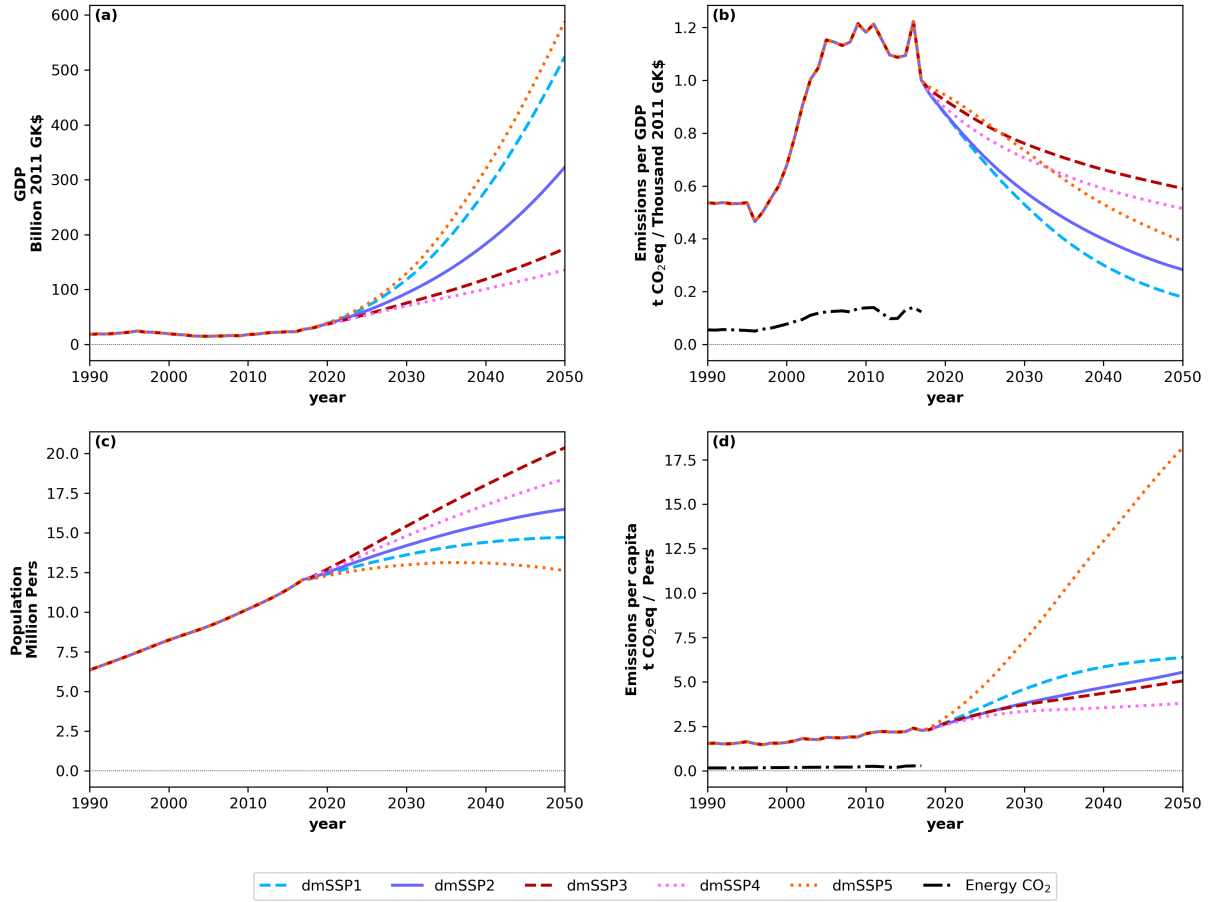 (a)
600
500
400
300
200
100
0
GDP
Billion 2011 GK$
1990 2000 2010 2020 2030 2040 2050
year
(b)
1.2
1.0
0.8
0.6
0.4
0.2
0.0
Emissions per GDP
t CO₂eq / Thousand 2011 GK$
1990 2000 2010 2020 2030 2040 2050
year
(c)
20.0
17.5
15.0
12.5
10.0
7.5
5.0
2.5
0.0
Population
Million Pers
1990 2000 2010 2020 2030 2040 2050
year
(d)
17.5
15.0
12.5
10.0
7.5
5.0
2.5
0.0
Emissions per capita
t CO₂eq / Pers
1990 2000 2010 2020 2030 2040 2050
year
dmSSP1 dmSSP2 dmSSP3 dmSSP4 dmSSP5 Energy CO₂